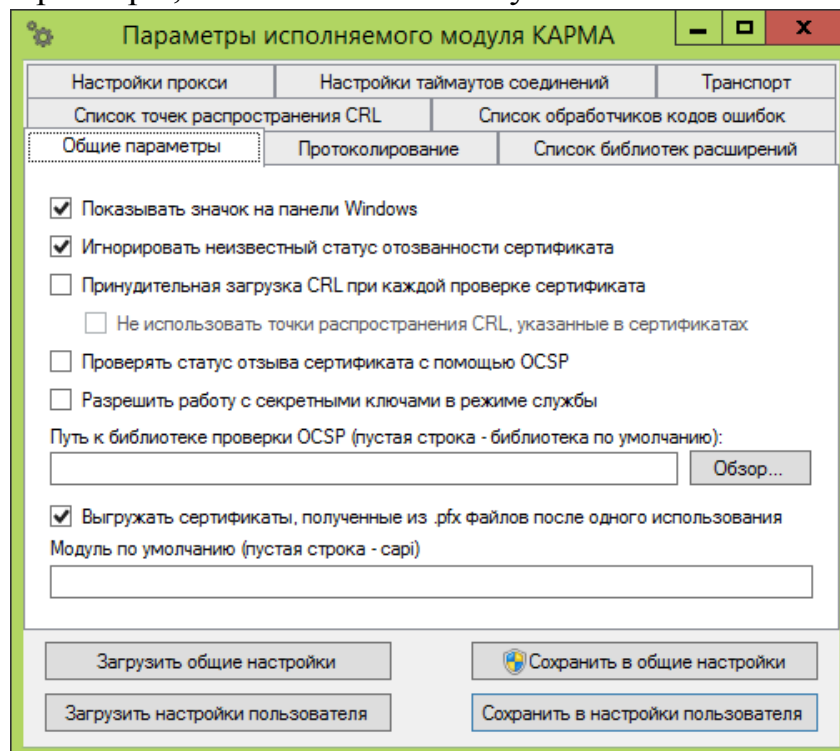 Параметры исполняемого модуля КАРМА
Настройки прокси
Настройки таймаутов соединений
Транспорт
Список точек распространения CRL
Список обработчиков кодов ошибок
Общие параметры
Протоколирование
Список библиотек расширений
Показывать значок на панели Windows
Игнорировать неизвестный статус отозванности сертификата
Принудительная загрузка CRL при каждой проверке сертификата
Не использовать точки распространения CRL, указанные в сертификатах
Проверять статус отзыва сертификата с помощью OCSP
Разрешить работу с секретными ключами в режиме службы
Путь к библиотеке проверки OCSP (пустая строка - библиотека по умолчанию):
Обзор...
Выгружать сертификаты, полученные из .pfx файлов после одного использования
Модуль по умолчанию (пустая строка - capi)
Загрузить общие настройки
Сохранить в общие настройки
Загрузить настройки пользователя
Сохранить в настройки пользователя